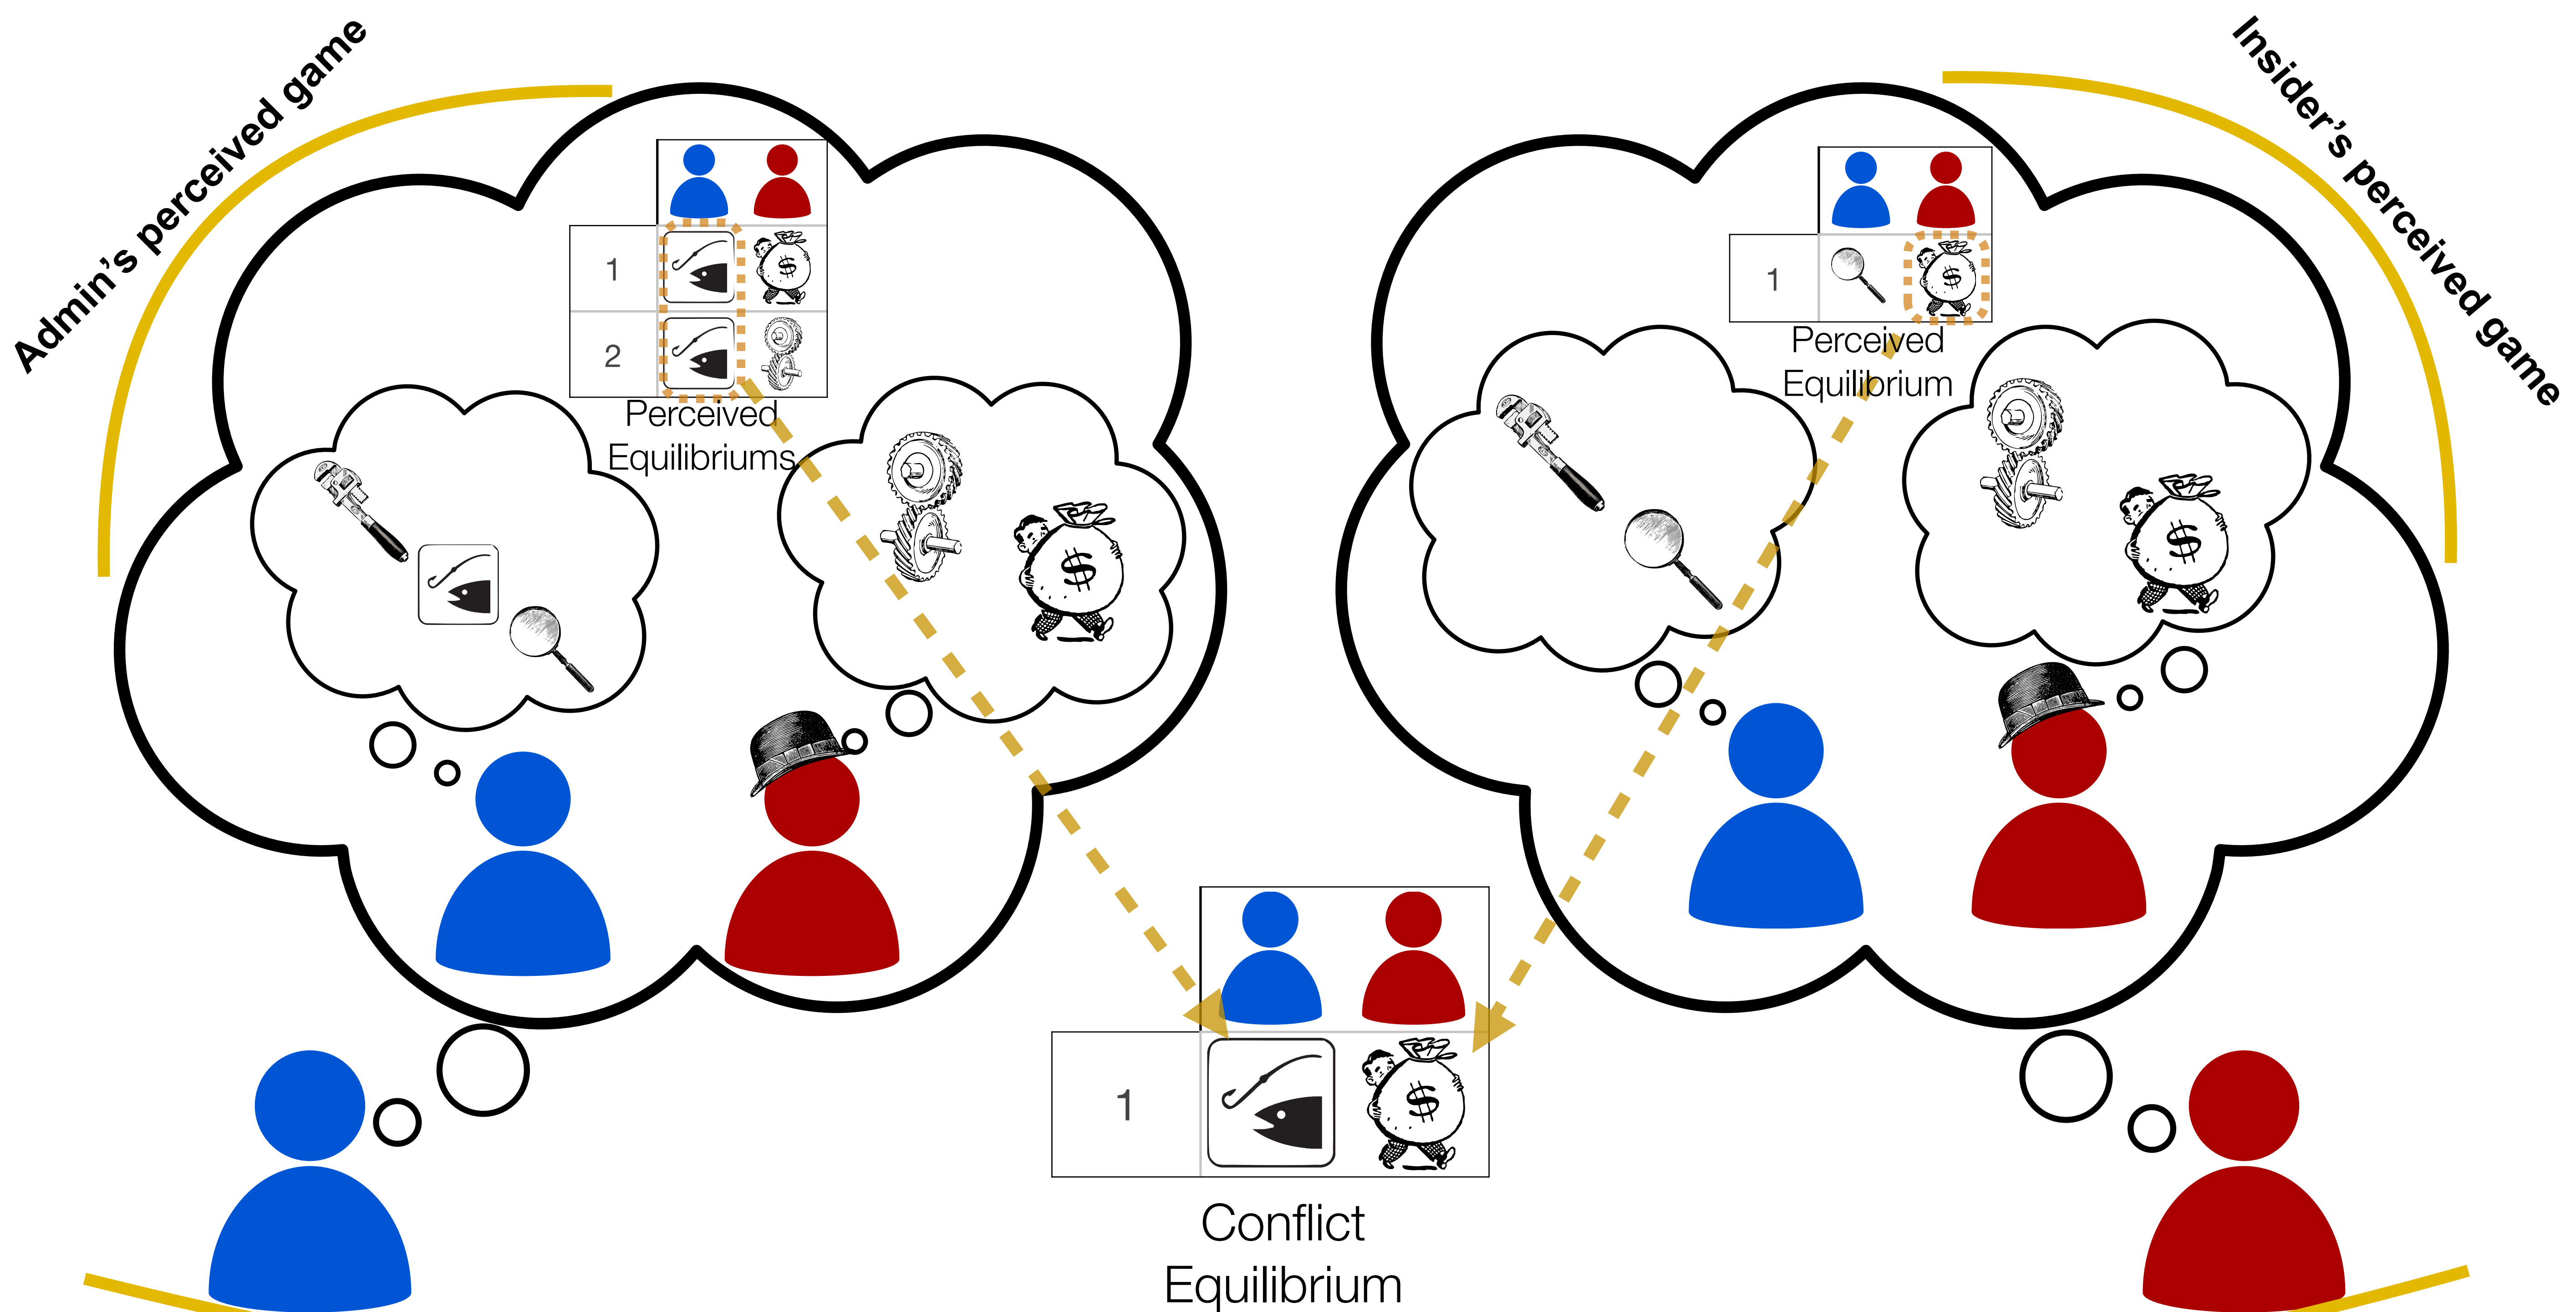 Admin's perceived game
Insider's perceived game
1
$
2
Perceived
Equilibriums
$
1
$
Perceived
Equilibrium
$
1
$
Conflict
Equilibrium